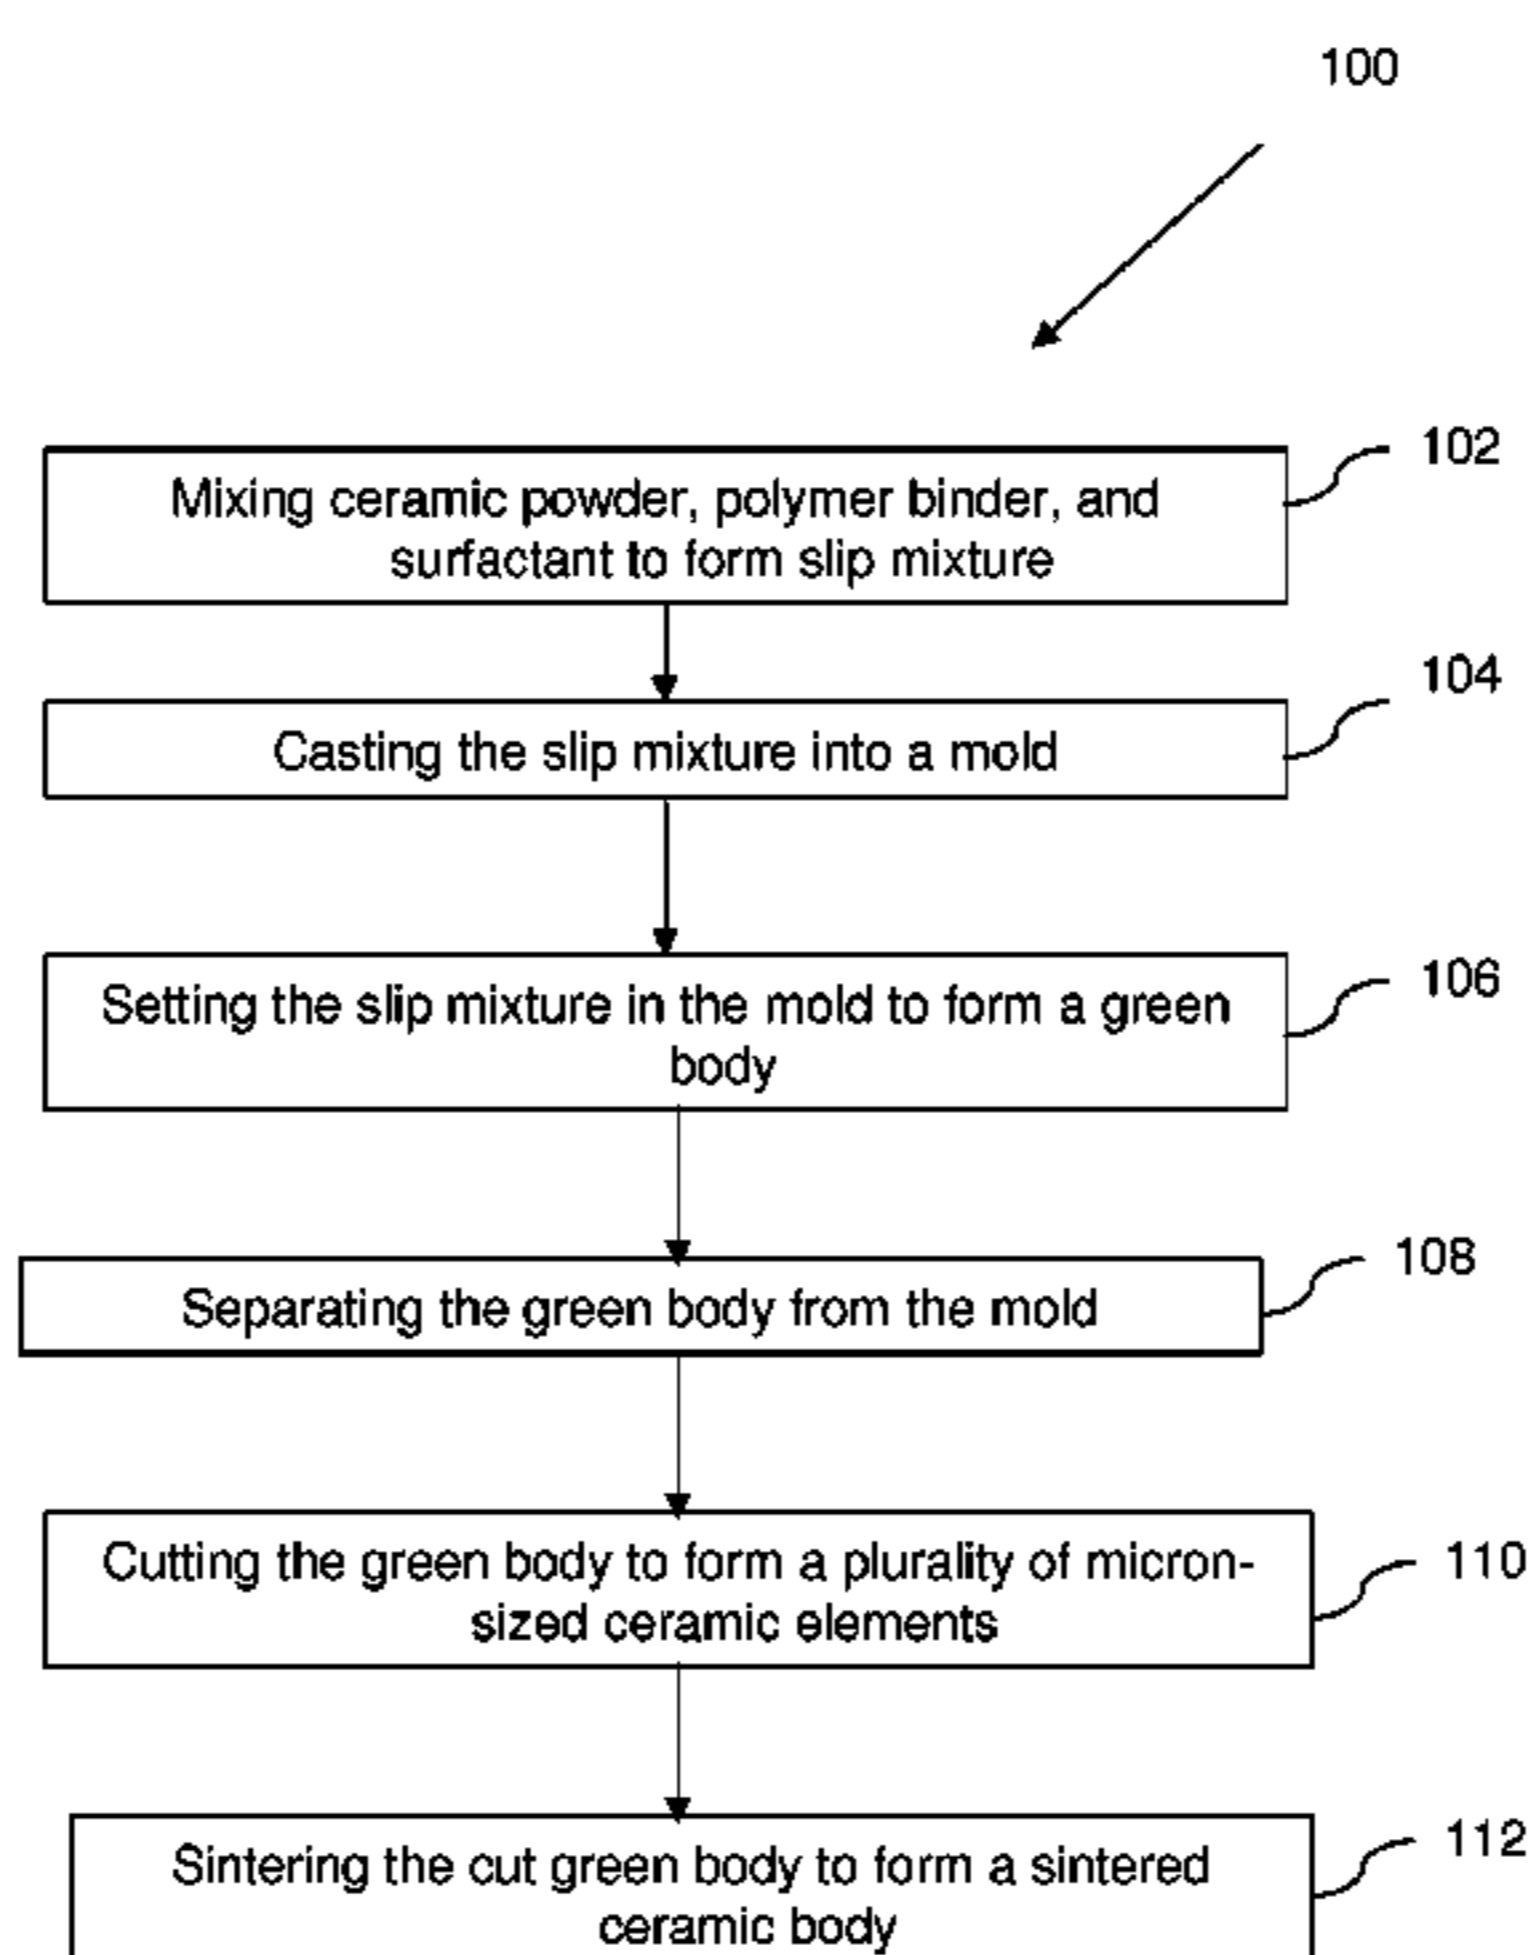 100
Mixing ceramic powder, polymer binder, and
surfactant to form slip mixture
102
Casting the slip mixture into a mold
104
Setting the slip mixture in the mold to form a green
body
106
Separating the green body from the mold
108
Cutting the green body to form a plurality of micron-
sized ceramic elements
110
Sintering the cut green body to form a sintered
ceramic body
112